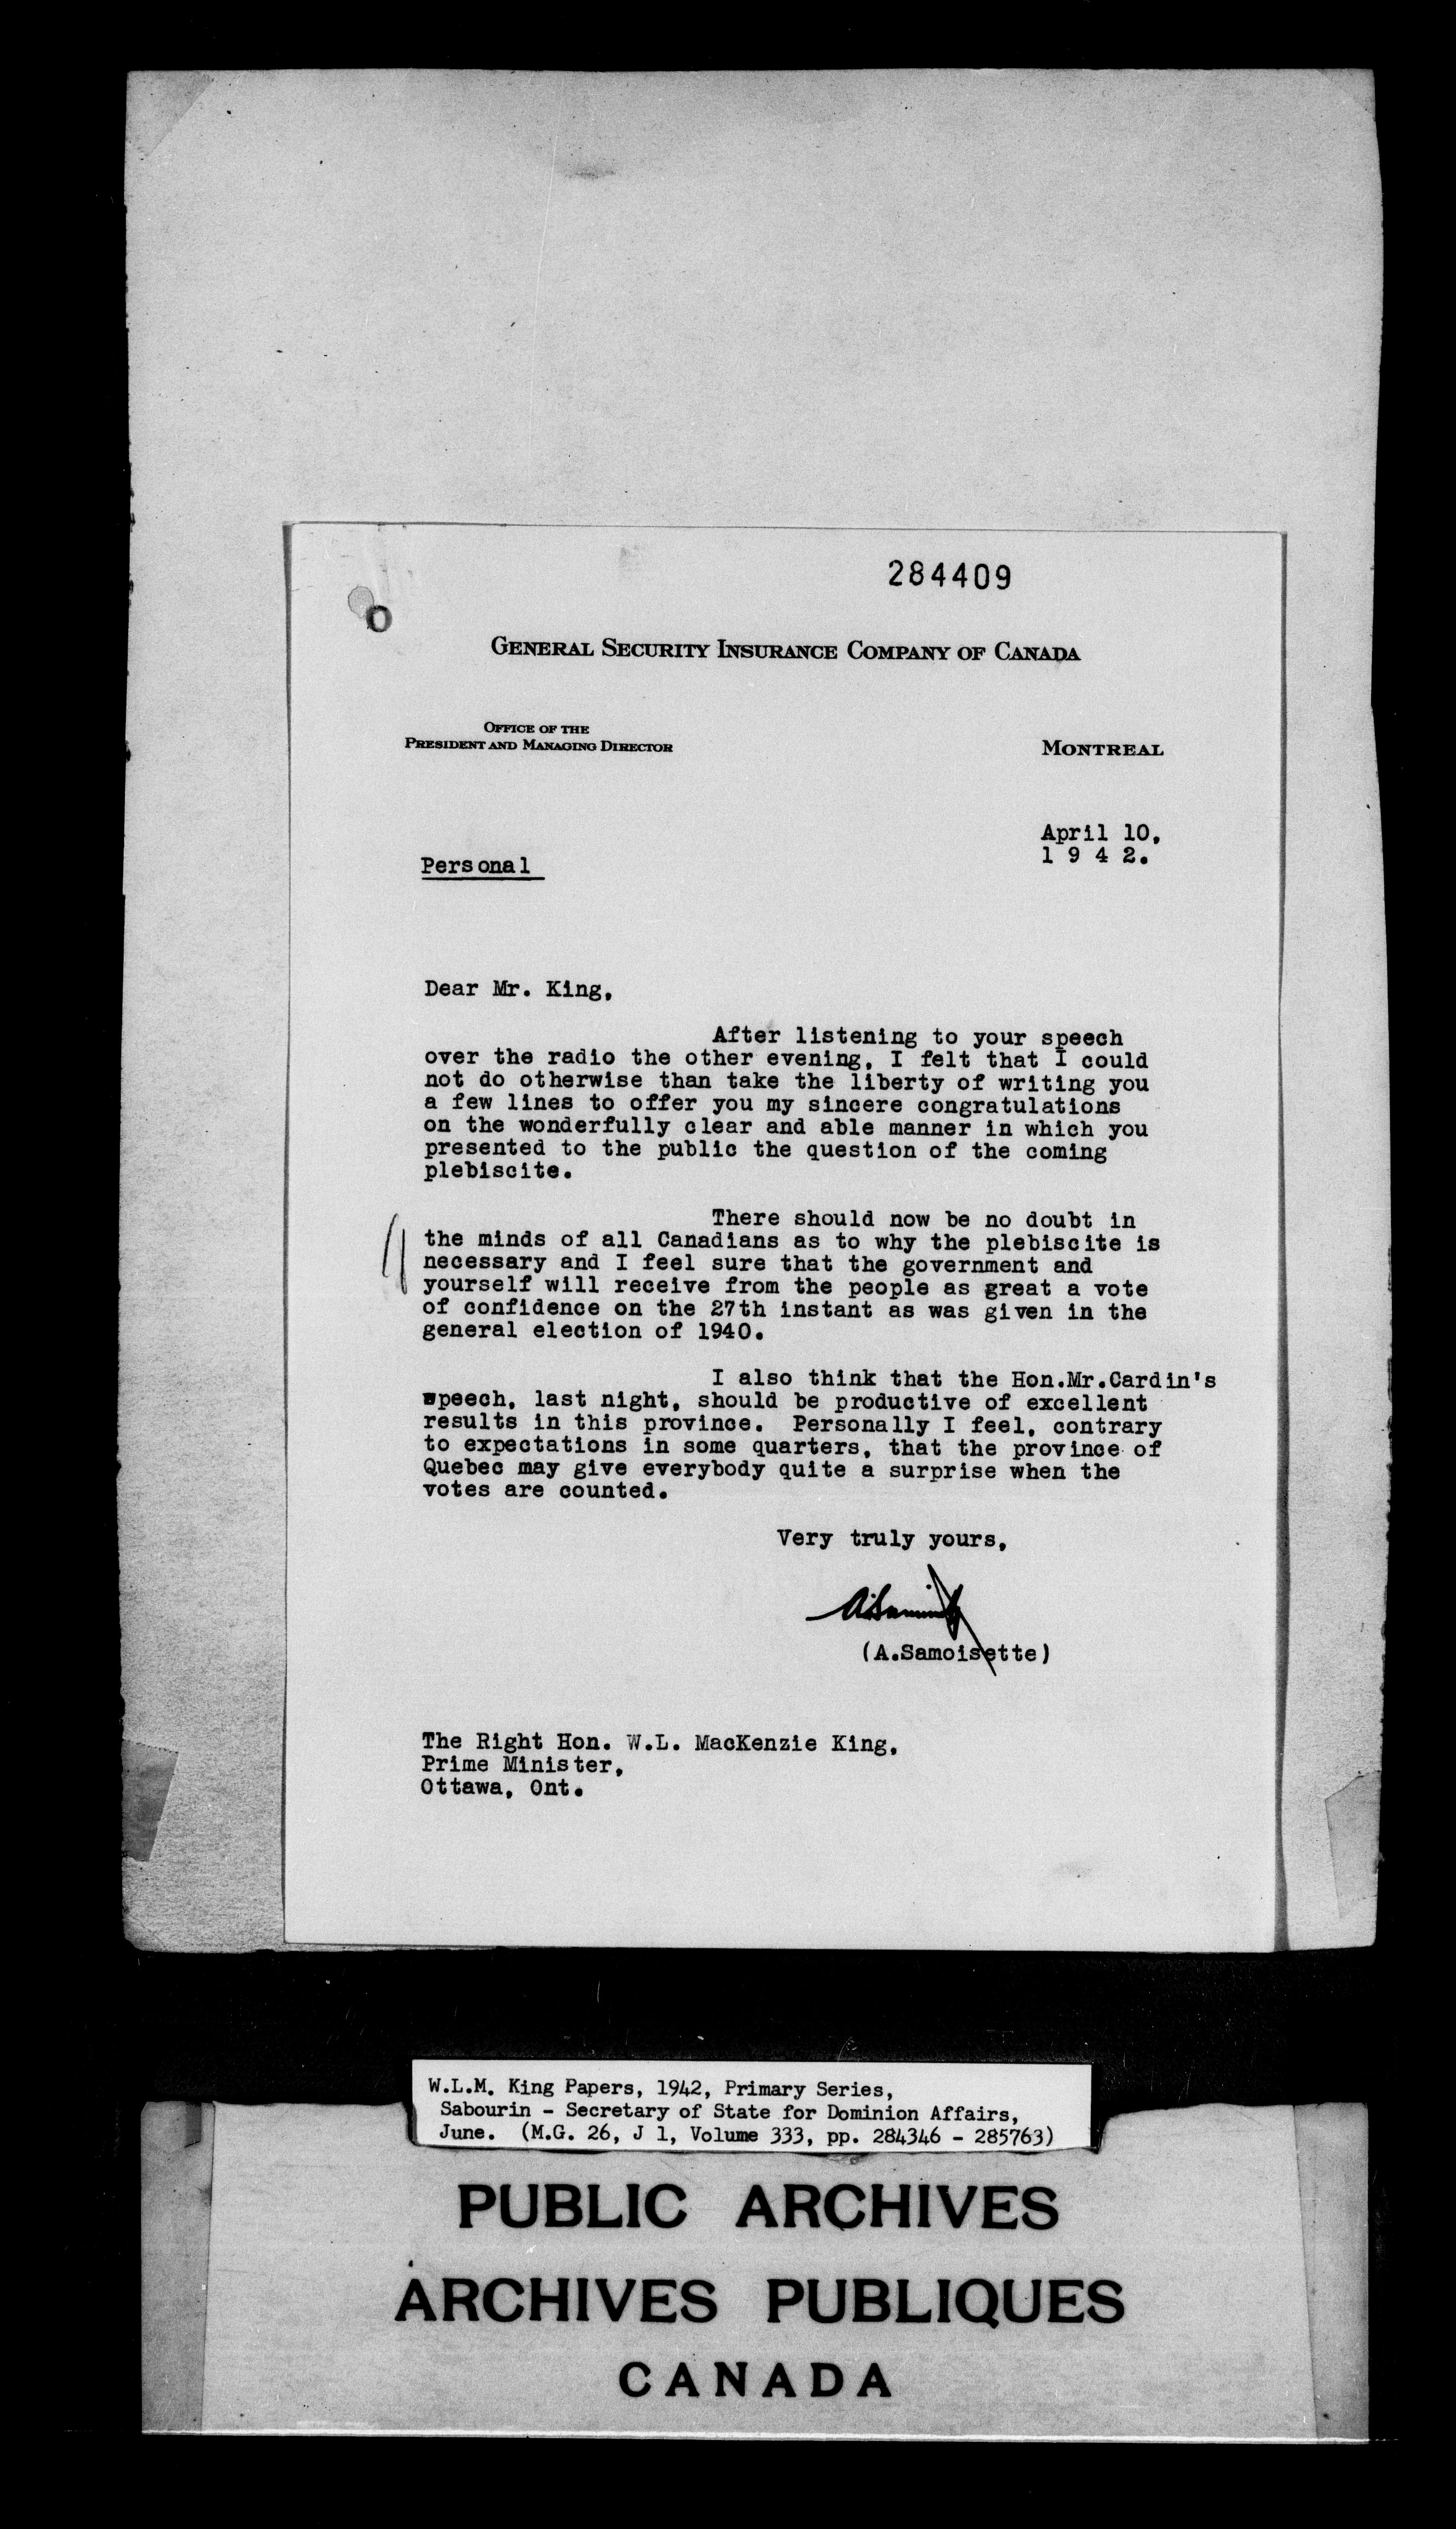 284409
GENERAL SECURITY INSURANCE COMPANY OF CANADA
OFFICE OF THE
PRESIDENT AND MANAGING DIRECTOR
MONTREAL
April 10,
1 9 4 2.
Personal
Dear Mr. King,
After listening to your speech
over the radio the other evening, I felt that I could
not do otherwise than take the liberty of writing you
a few lines to offer you my sincere congratulations
on the wonderfully clear and able manner in which you
presented to the public the question of the coming
plebiscite.
There should now be no doubt in
the minds of all Canadians as to why the plebiscite is
necessary and I feel sure that the government and
yourself will receive from the people as great a vote
of confidence on the 27th instant as was given in the
general election of 1940.
I also think that the Hon.Mr.Cardin's
speech, last night, should be productive of excellent
results in this province. Personally I feel, contrary
to expectations in some quarters, that the province of
Quebec may give everybody quite a surprise when the
votes are counted.
Very truly yours,
(A.Samoisette)
The Right Hon. W.L. MacKenzie King,
Prime Minister,
Ottawa, Ont.
W.L.M. King Papers, 1942, Primary Series,
Sabourin - Secretary of State for Dominion Affairs,
June. (M.G. 26, J 1, Volume 333, pp. 284346 - 285763)
PUBLIC ARCHIVES
ARCHIVES PUBLIQUES
CANADA